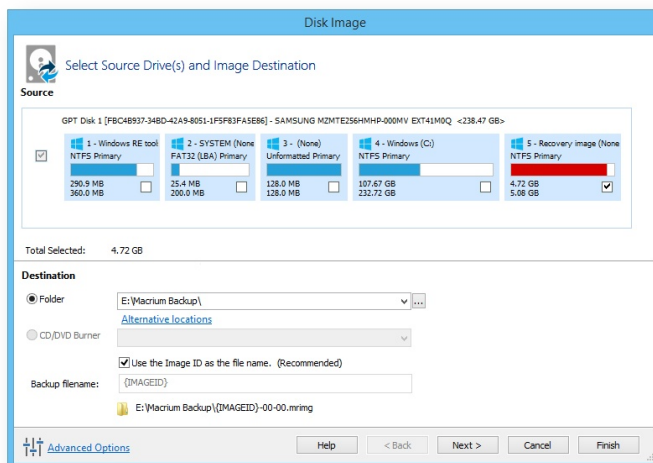 Disk Image
Select Source Drive(s) and Image Destination
Source
GPT Disk 1 [FBC4B937-34BD-42A9-8051-1F5F83FA5E86] - SAMSUNG MZMTE256HMHP-000MV EXT41M0Q <238.47 GB>
1 - Windows RE tool
NTFS Primary
290.9 MB
360.0 MB
2 - SYSTEM (None
FAT32 (LBA) Primary
25.4 MB
200.0 MB
3 - (None)
Unformatted Primary
128.0 MB
128.0 MB
4 - Windows (C:)
NTFS Primary
107.67 GB
232.72 GB
5 - Recovery image (None
NTFS Primary
4.72 GB
5.08 GB
Total Selected: 4.72 GB
Destination
Folder E:\Macrium Backup\ ...
Alternative locations
CD/DVD Burner
Use the Image ID as the file name. (Recommended)
Backup filename: {IMAGEID}
E:\Macrium Backup\{IMAGEID}-00-00.mrimg
Advanced Options Help < Back Next > Cancel Finish